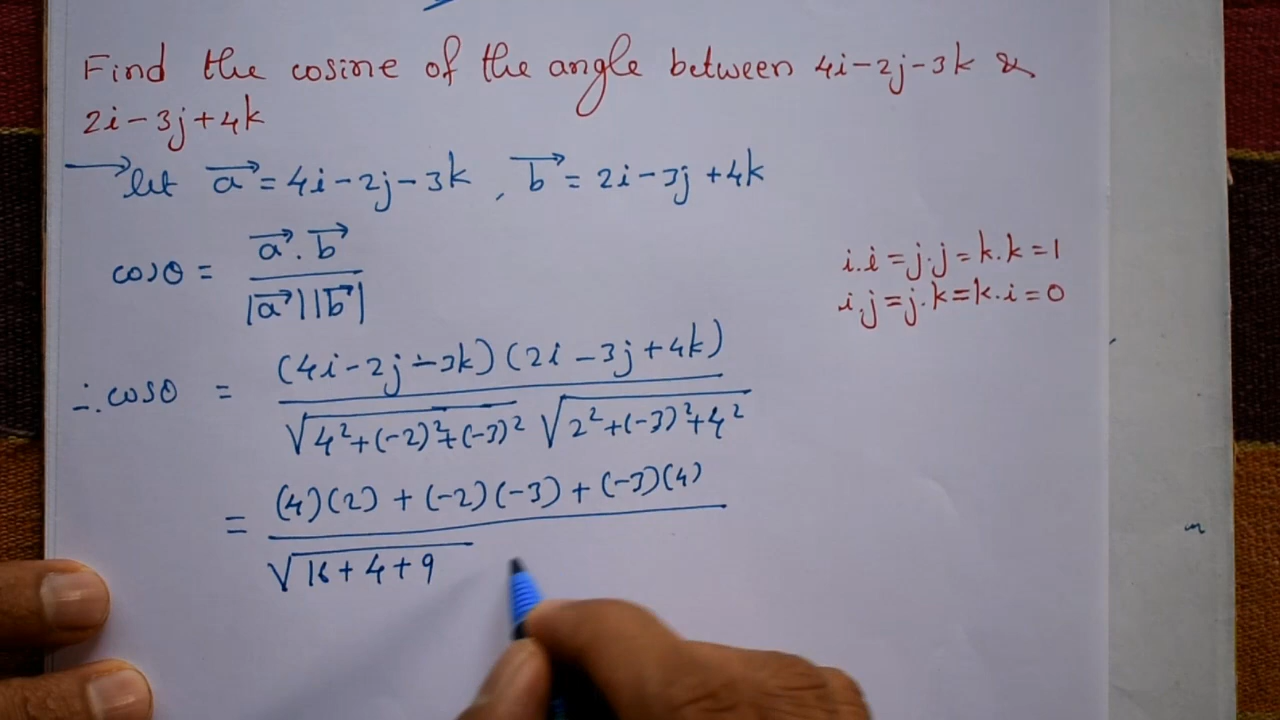 Find the cosine of the angle between 4i-2j-3k &
2i-3j+4k
→ let a⃗ = 4i-2j-3k , b⃗ = 2i-3j+4k
cosθ = a⃗.b⃗ / |a⃗||b⃗|
i.i = j.j = k.k = 1
i.j = j.k = k.i = 0
∴ cosθ = (4i-2j-3k)(2i-3j+4k) / √4²+(-2)²+(-3)² √2²+(-3)²+4²
= (4)(2) + (-2)(-3) + (-3)(4) / √16+4+9